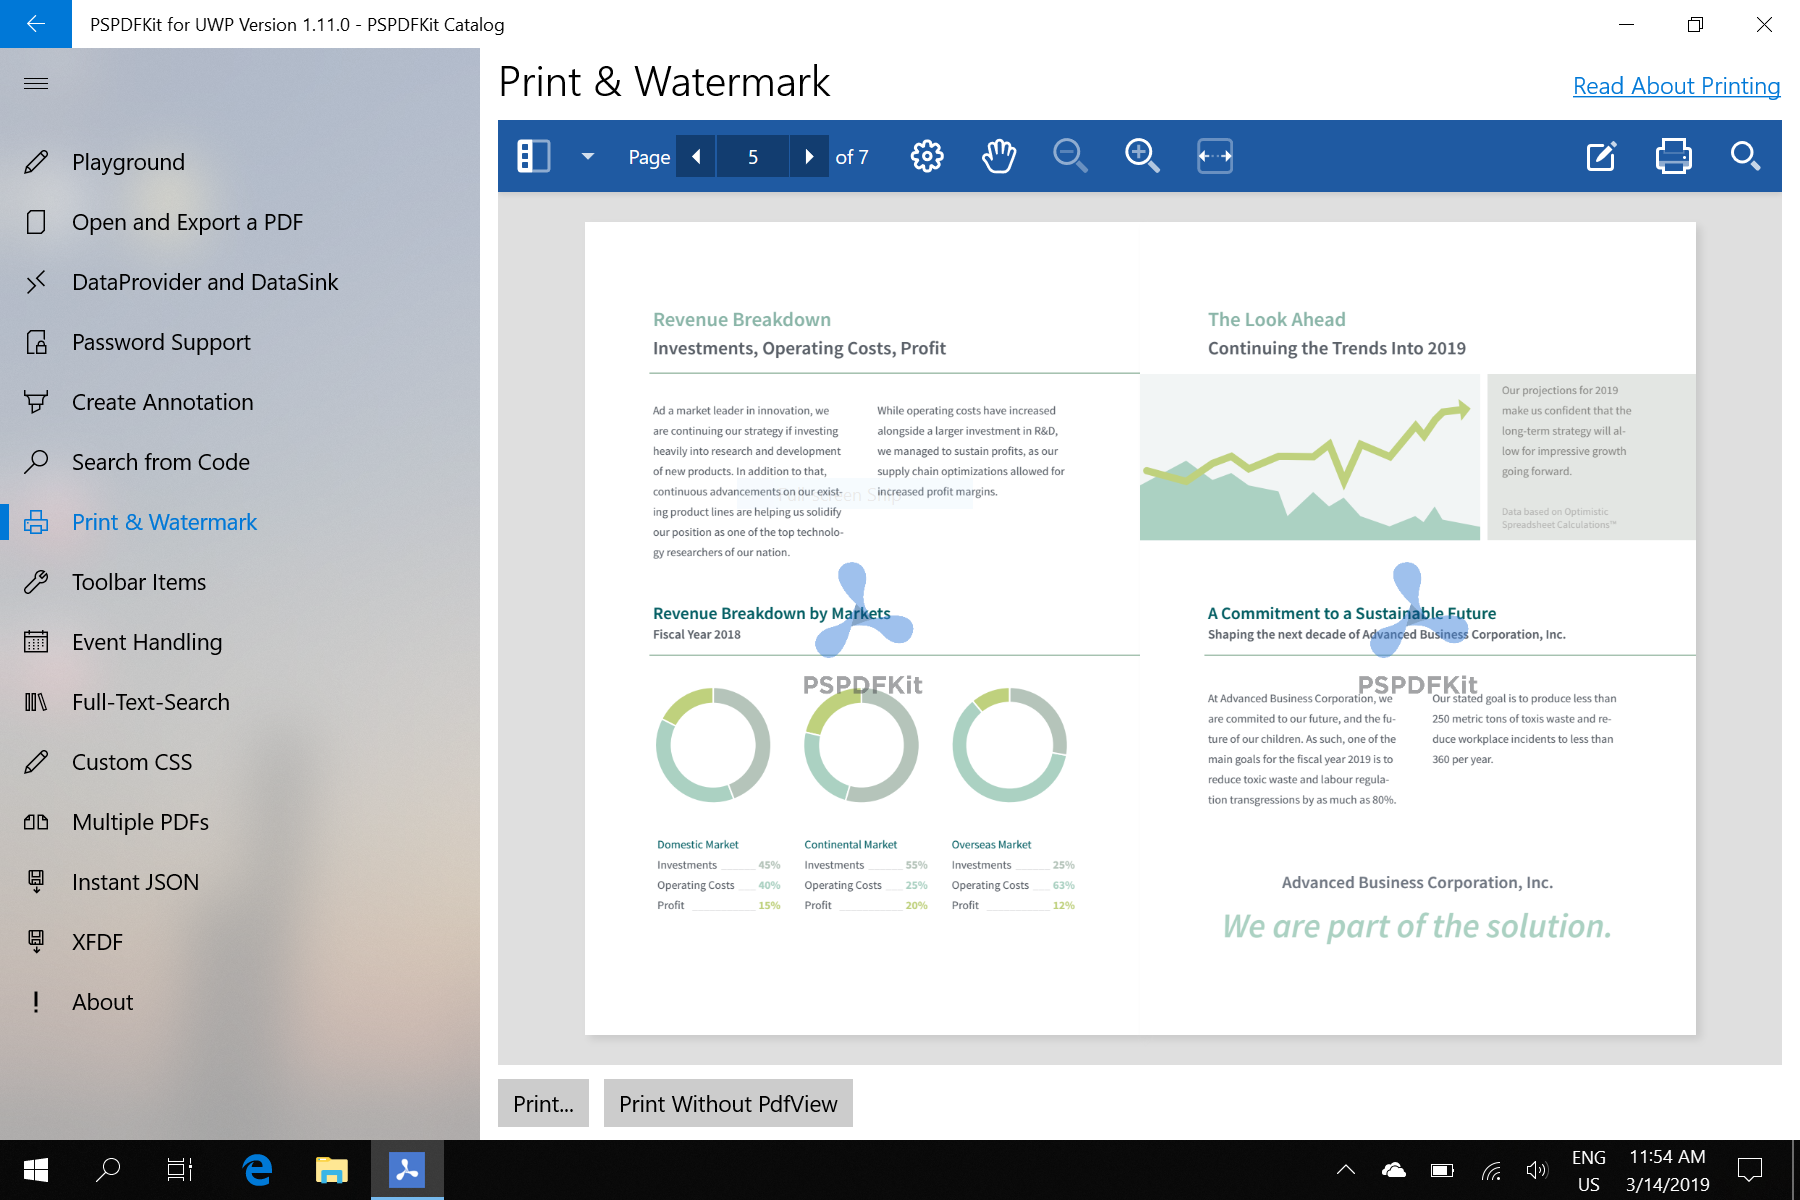 PSPDFKit for UWP Version 1.11.0 - PSPDFKit Catalog
Playground
Open and Export a PDF
DataProvider and DataSink
Password Support
Create Annotation
Search from Code
Print & Watermark
Toolbar Items
Event Handling
Full-Text-Search
Custom CSS
Multiple PDFs
Instant JSON
XFDF
About
Print & Watermark
Read About Printing
Page 5 of 7
Revenue Breakdown
Investments, Operating Costs, Profit
Ad a market leader in innovation, we
are continuing our strategy if investing
heavily into research and development
of new products. In addition to that,
continuous advancements on our exist-
ing product lines are helping us solidify
our position as one of the top technolo-
gy researchers of our nation.
While operating costs have increased
alongside a larger investment in R&D,
we managed to sustain profits, as our
supply chain optimizations allowed for
increased profit margins.
Revenue Breakdown by Markets
Fiscal Year 2018
PSPDFKit
Domestic Market
Investments 45%
Operating Costs 40%
Profit 15%
Continental Market
Investments 55%
Operating Costs 25%
Profit 20%
Overseas Market
Investments 25%
Operating Costs 63%
Profit 12%
The Look Ahead
Continuing the Trends Into 2019
Our projections for 2019
make us confident that the
long-term strategy will al-
low for impressive growth
going forward.
Data based on Optimistic
Spreadsheet Calculations™
A Commitment to a Sustainable Future
Shaping the next decade of Advanced Business Corporation, Inc.
PSPDFKit
At Advanced Business Corporation, we
are commited to our future, and the fu-
ture of our children. As such, one of the
main goals for the fiscal year 2019 is to
reduce toxic waste and labour regula-
tion transgressions by as much as 80%.
Our stated goal is to produce less than
250 metric tons of toxis waste and re-
duce workplace incidents to less than
360 per year.
Advanced Business Corporation, Inc.
We are part of the solution.
Print...
Print Without PdfView
ENG
US
11:54 AM
3/14/2019